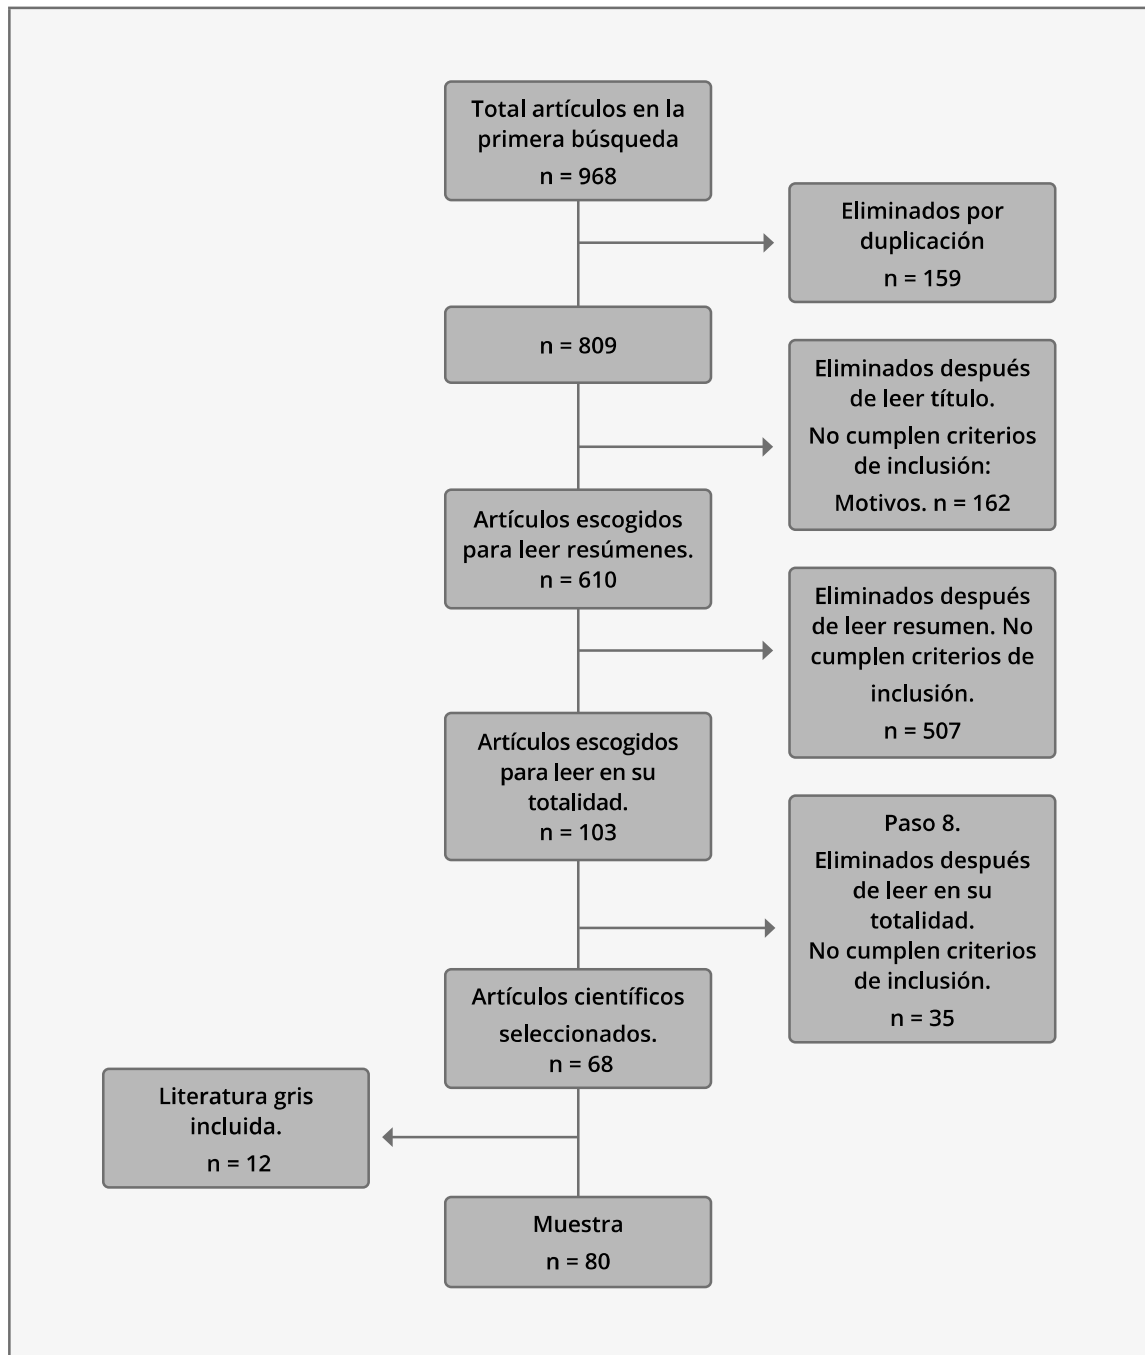 Total artículos en la
primera búsqueda
n = 968
Eliminados por
duplicación
n = 159
n = 809
Eliminados después
de leer título.
No cumplen criterios
de inclusión:
Motivos. n = 162
Artículos escogidos
para leer resúmenes.
n = 610
Eliminados después
de leer resumen. No
cumplen criterios de
inclusión.
n = 507
Artículos escogidos
para leer en su
totalidad.
n = 103
Paso 8.
Eliminados después
de leer en su
totalidad.
No cumplen criterios
de inclusión.
n = 35
Artículos científicos
seleccionados.
n = 68
Literatura gris
incluida.
n = 12
Muestra
n = 80